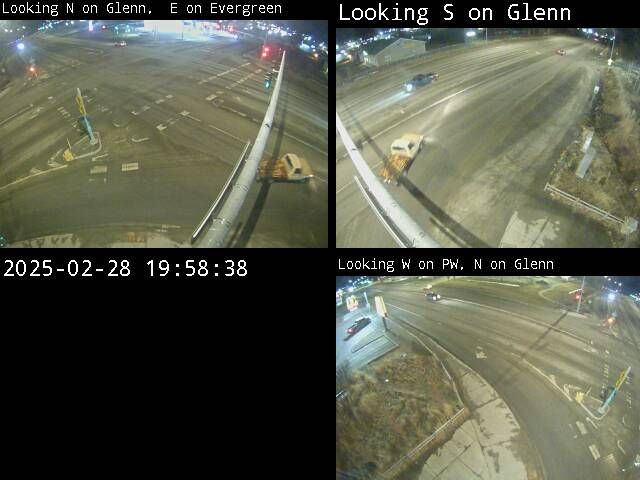 Looking N on Glenn,  E on Evergreen
Looking S on Glenn
2025-02-28 19:58:38
Looking W on PW, N on Glenn